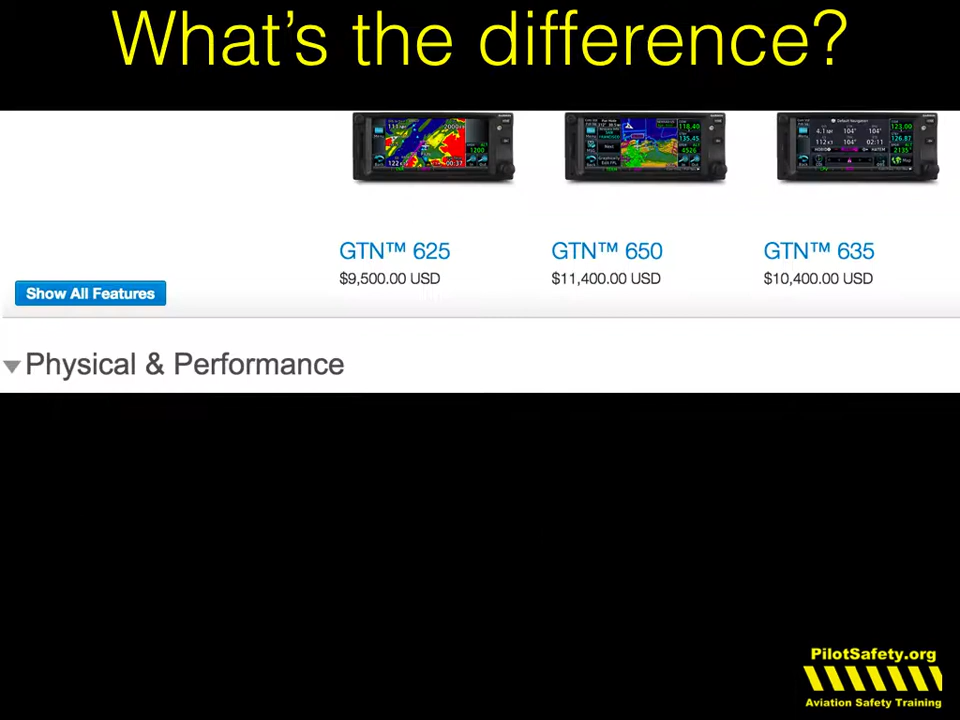 What's the difference?
GTN™ 625
GTN™ 650
GTN™ 635
$9,500.00 USD
$11,400.00 USD
$10,400.00 USD
Show All Features
Physical & Performance
PilotSafety.org
Aviation Safety Training